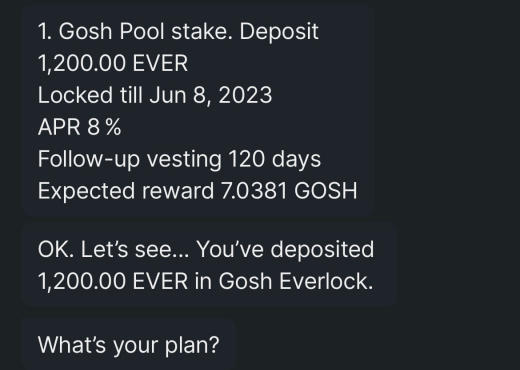 1. Gosh Pool stake. Deposit
1,200.00 EVER
Locked till Jun 8, 2023
APR 8 %
Follow-up vesting 120 days
Expected reward 7.0381 GOSH
OK. Let’s see... You’ve deposited
1,200.00 EVER in Gosh Everlock.
What’s your plan?